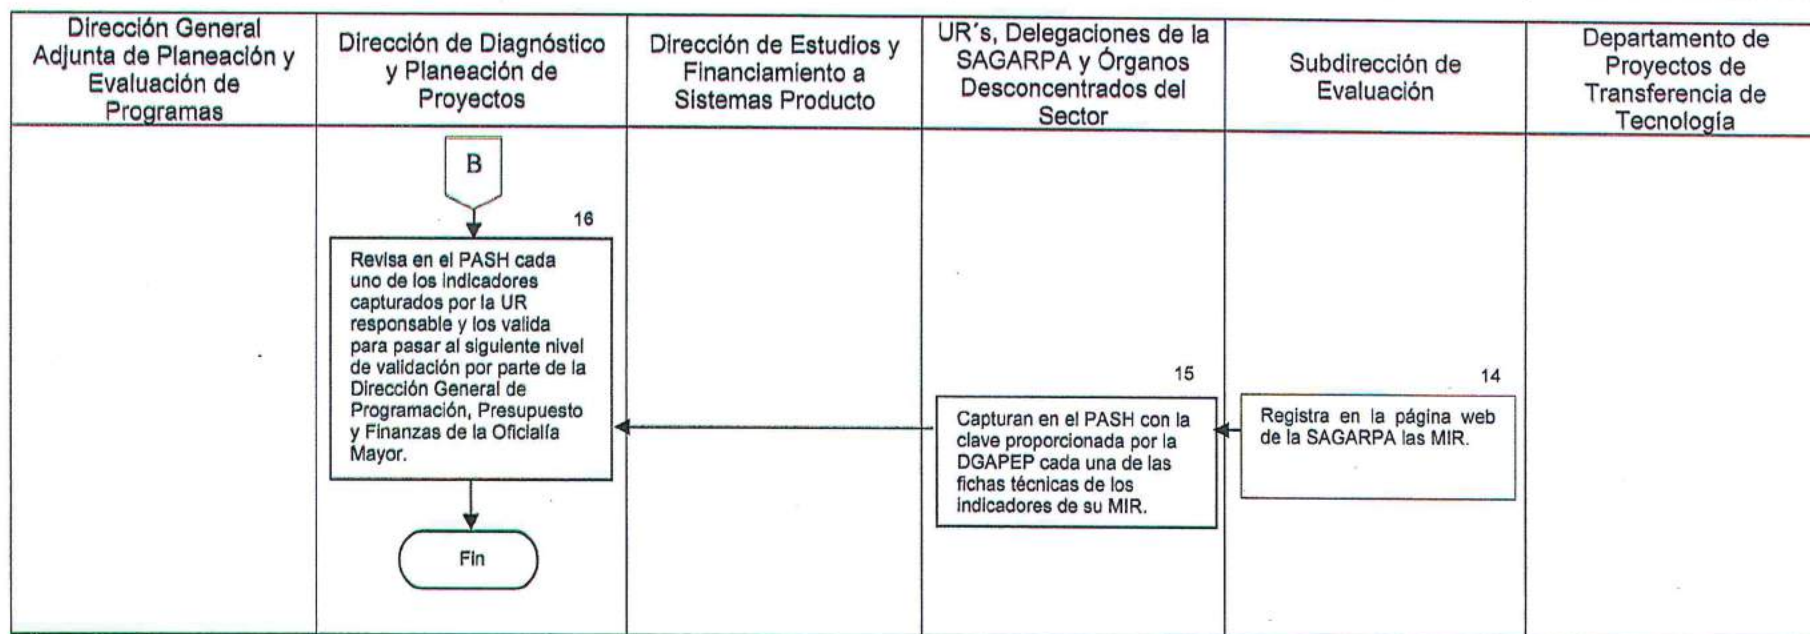 Dirección General
Adjunta de Planeación y
Evaluación de
Programas
Dirección de Diagnóstico
y Planeación de
Proyectos
Dirección de Estudios y
Financiamiento a
Sistemas Producto
UR´s, Delegaciones de la
SAGARPA y Órganos
Desconcentrados del
Sector
Subdirección de
Evaluación
Departamento de
Proyectos de
Transferencia de
Tecnología
B
16
Revisa en el PASH cada
uno de los indicadores
capturados por la UR
responsable y los valida
para pasar al siguiente nivel
de validación por parte de la
Dirección General de
Programación, Presupuesto
y Finanzas de la Oficialía
Mayor.
15
Capturan en el PASH con la
clave proporcionada por la
DGAPEP cada una de las
fichas técnicas de los
indicadores de su MIR.
14
Registra en la página web
de la SAGARPA las MIR.
Fin